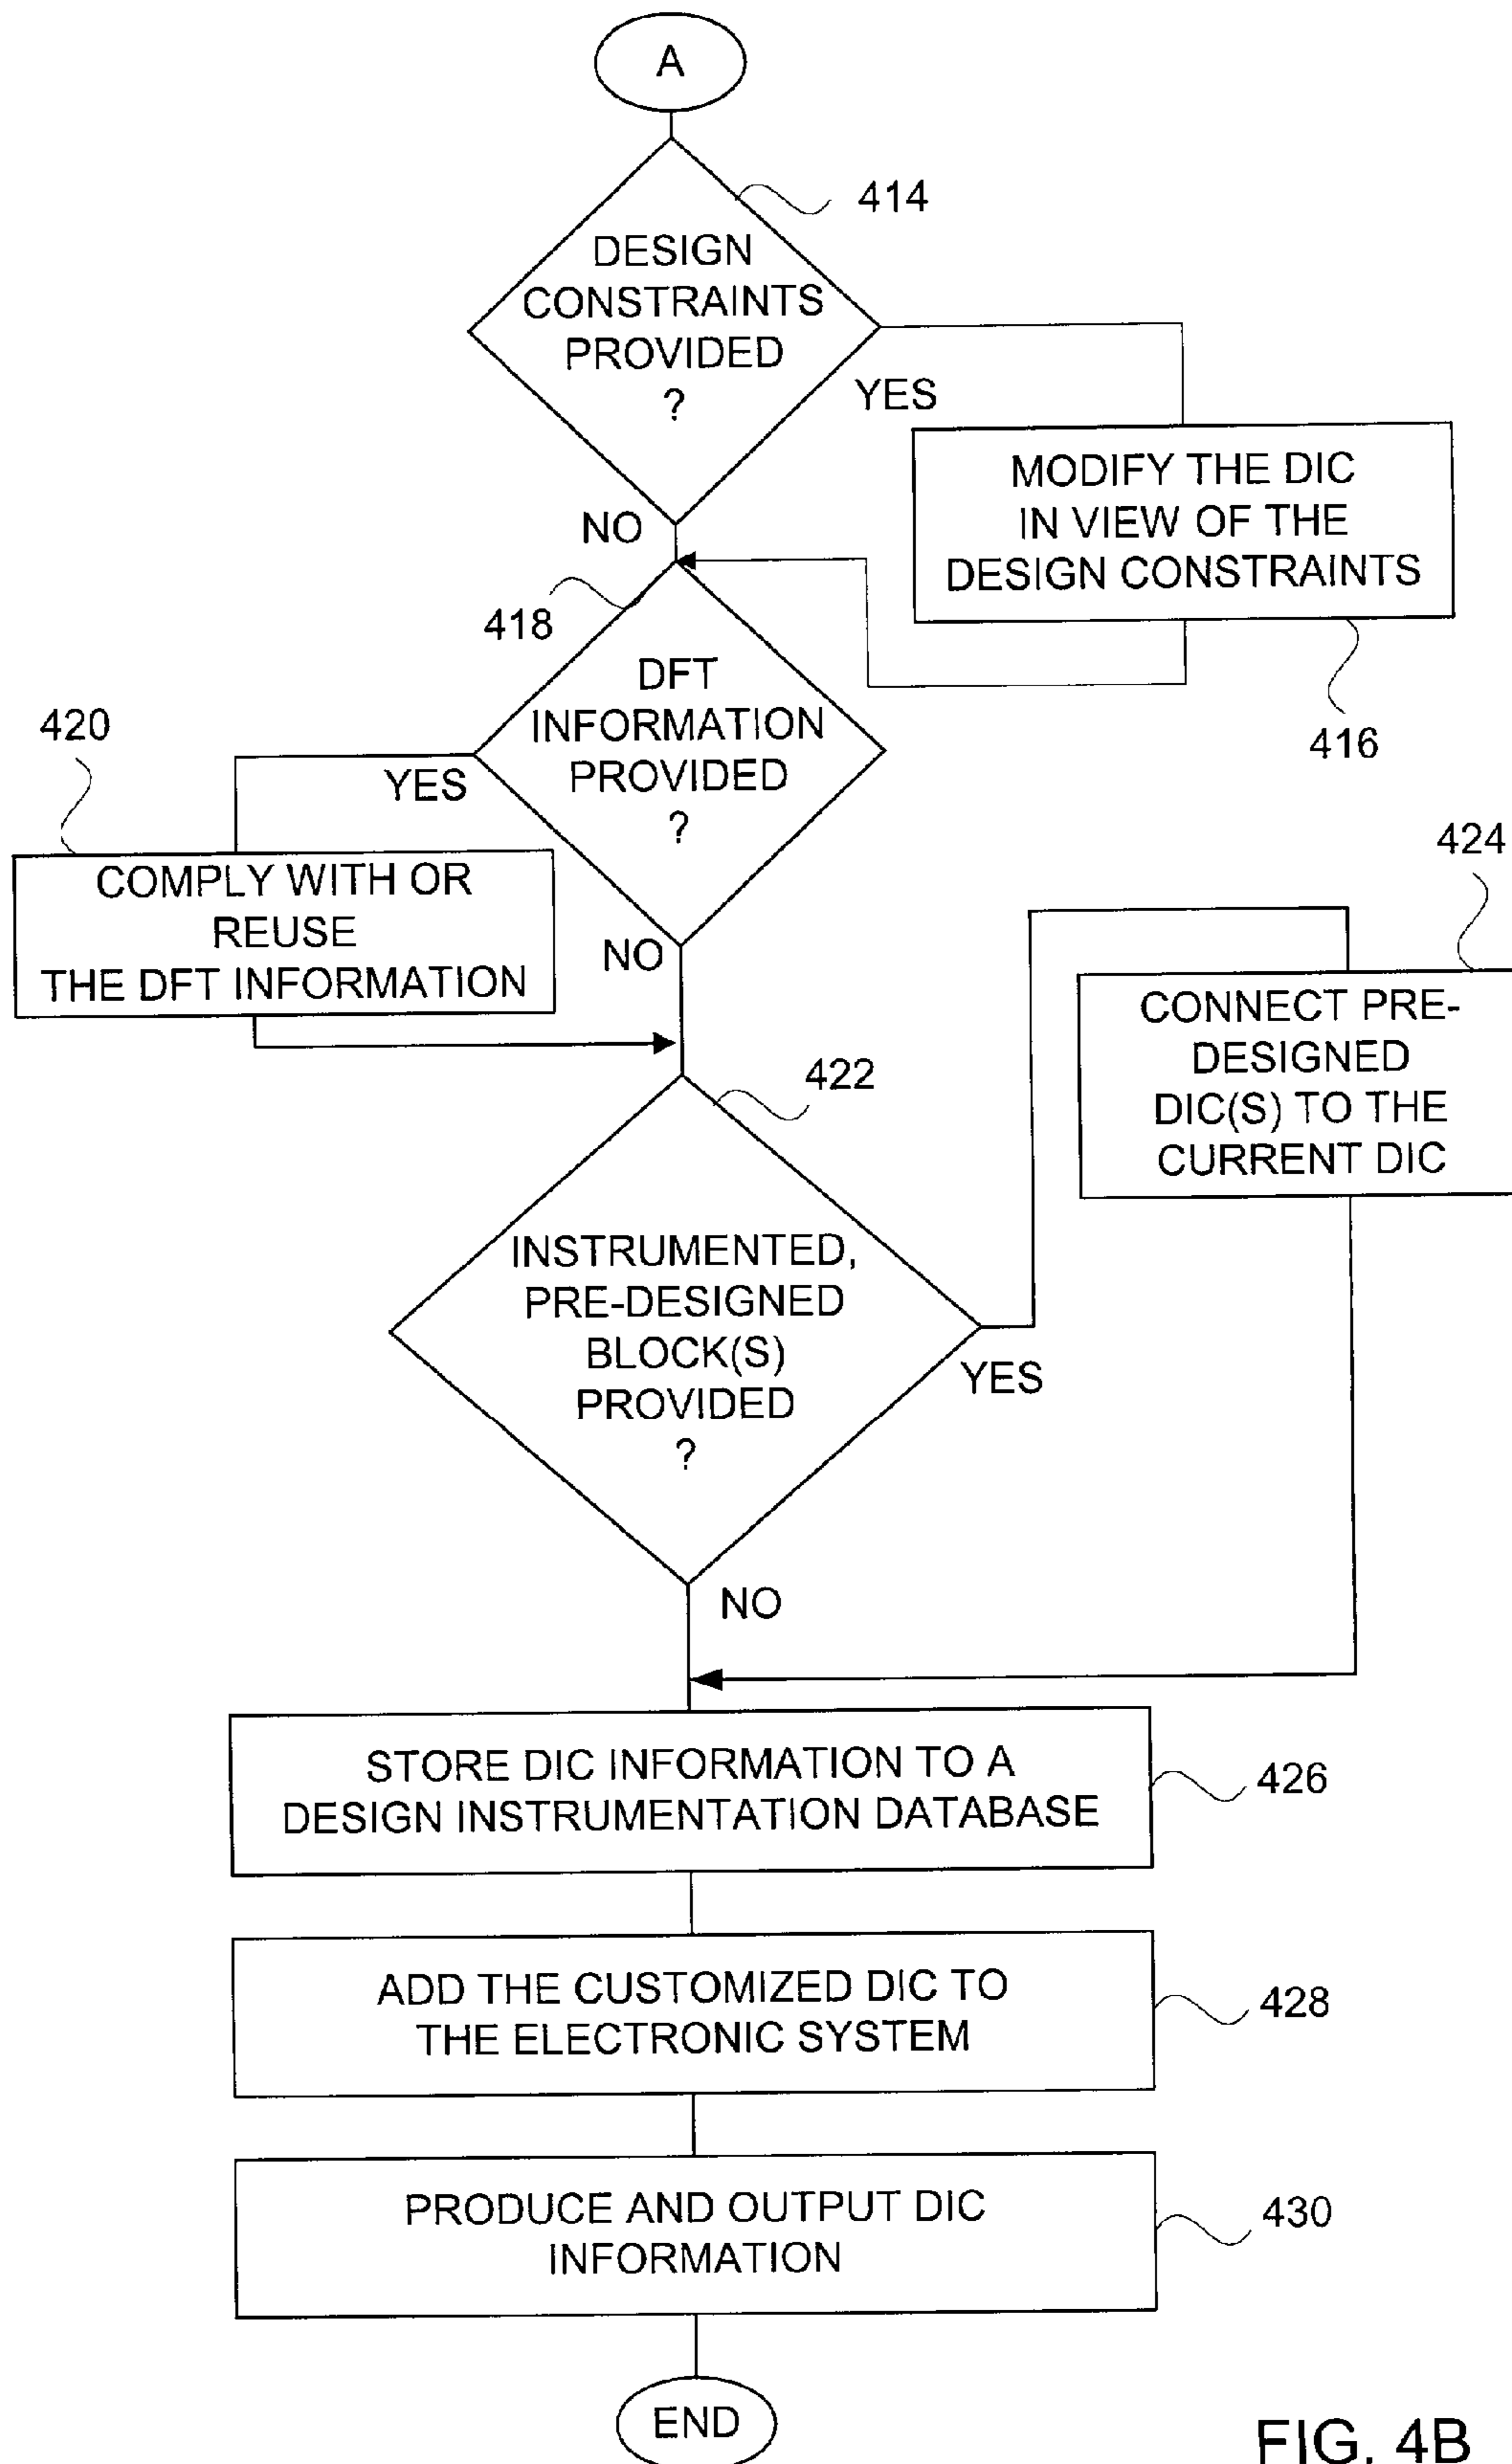 A
414
DESIGN
CONSTRAINTS
PROVIDED
?
YES
NO
MODIFY THE DIC
IN VIEW OF THE
DESIGN CONSTRAINTS
416
418
DFT
INFORMATION
PROVIDED
?
YES
NO
420
COMPLY WITH OR
REUSE
THE DFT INFORMATION
424
CONNECT PRE-
DESIGNED
DIC(S) TO THE
CURRENT DIC
422
INSTRUMENTED,
PRE-DESIGNED
BLOCK(S)
PROVIDED
?
YES
NO
STORE DIC INFORMATION TO A
DESIGN INSTRUMENTATION DATABASE
426
ADD THE CUSTOMIZED DIC TO
THE ELECTRONIC SYSTEM
428
PRODUCE AND OUTPUT DIC
INFORMATION
430
END
FIG. 4B